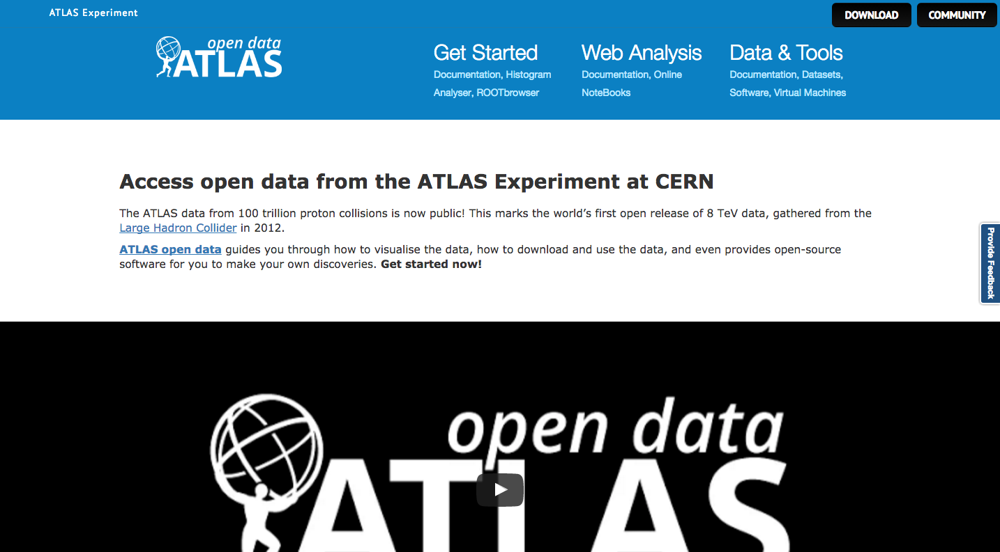 ATLAS Experiment
DOWNLOAD
COMMUNITY
open data
ATLAS
Get Started
Documentation, Histogram
Analyser, ROOTbrowser
Web Analysis
Documentation, Online
NoteBooks
Data & Tools
Documentation, Datasets,
Software, Virtual Machines
Access open data from the ATLAS Experiment at CERN
The ATLAS data from 100 trillion proton collisions is now public! This marks the world’s first open release of 8 TeV data, gathered from the
Large Hadron Collider in 2012.
ATLAS open data guides you through how to visualise the data, how to download and use the data, and even provides open-source
software for you to make your own discoveries. Get started now!
Provide Feedback
open data
ATLAS